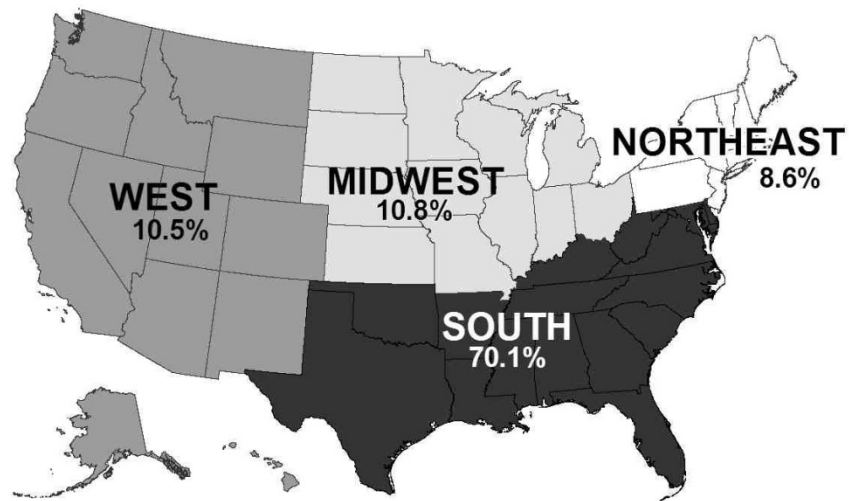 NORTHEAST
8.6%
WEST
10.5%
MIDWEST
10.8%
SOUTH
70.1%